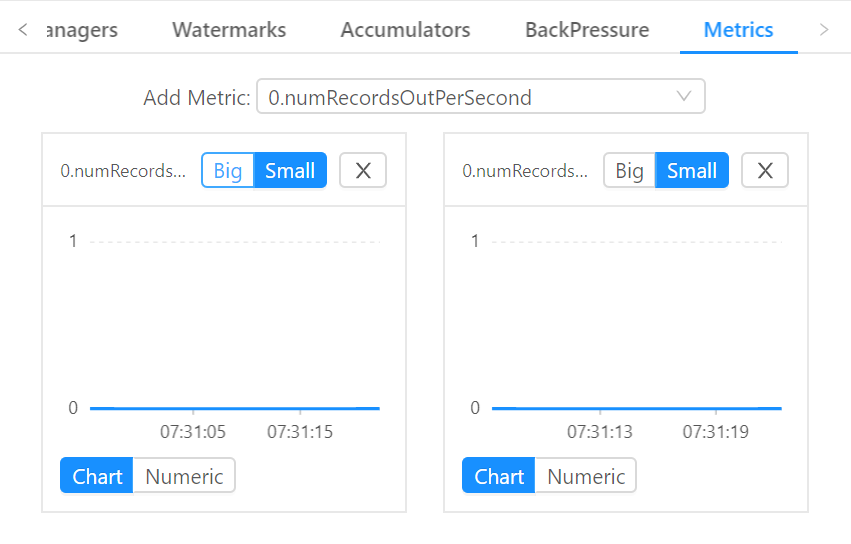 anagers Watermarks Accumulators BackPressure Metrics
Add Metric: 0.numRecordsOutPerSecond
0.numRecords... Big Small X
1
0
07:31:05 07:31:15
Chart Numeric
0.numRecords... Big Small X
1
0
07:31:13 07:31:19
Chart Numeric